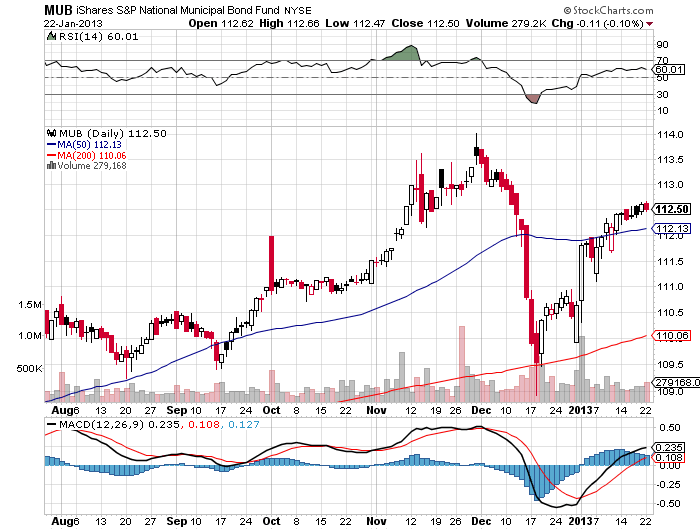 MUB iShares S&P National Municipal Bond Fund NYSE © StockCharts.com
22-Jan-2013 Open 112.62 High 112.66 Low 112.47 Close 112.50 Volume 279.2K Chg -0.11 (-0.10%)
RSI(14) 60.01
90
70
60.01
50
30
10
MUB (Daily) 112.50
MA(50) 112.13
MA(200) 110.06
Volume 279,168
114.0
113.5
113.0
112.50
112.13
112.0
111.5
111.0
110.5
110.06
109.5
279168.0
109.0
1.5M
1.0M
500K
Aug 6 13 20 27 Sep 10 17 24 Oct 8 15 22 Nov 12 19 26 Dec 10 17 24 2013 7 14 22
MACD(12,26,9) 0.235, 0.108, 0.127
0.50
0.235
0.108
0.00
-0.25
-0.50
Aug 6 13 20 27 Sep 10 17 24 Oct 8 15 22 Nov 12 19 26 Dec 10 17 24 2013 7 14 22